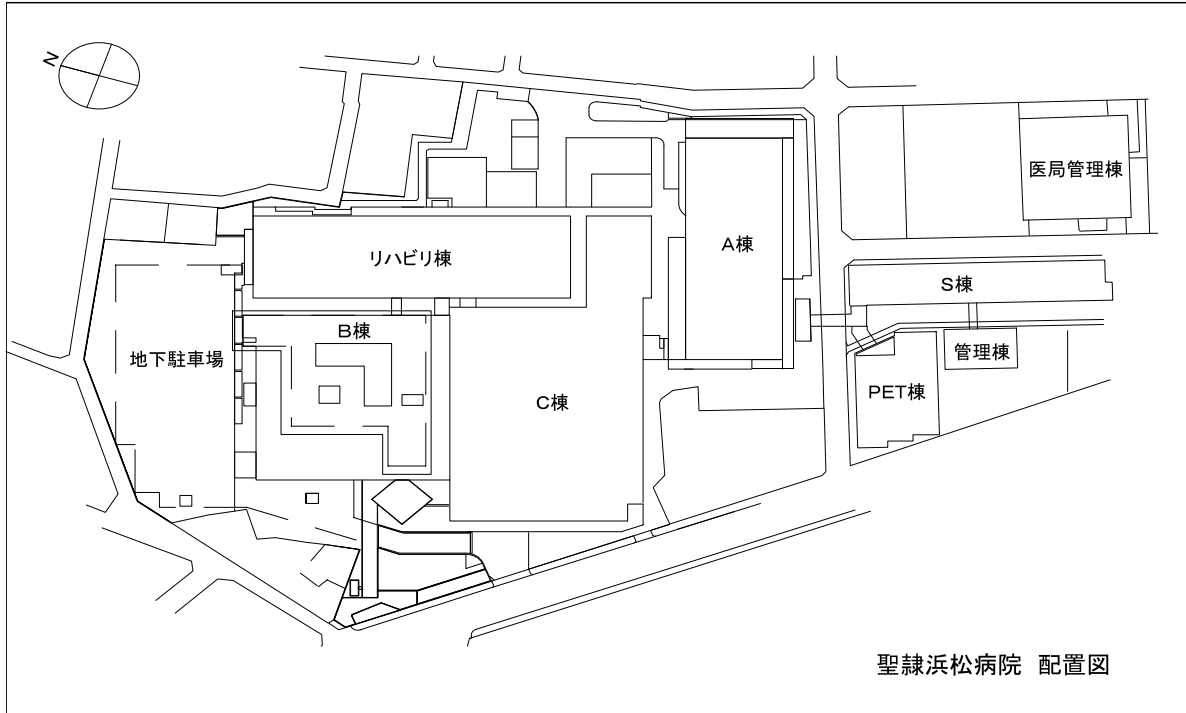 N
医局管理棟
A棟
リハビリ棟
S棟
B棟
管理棟
地下駐車場
PET棟
C棟
聖隷浜松病院 配置図